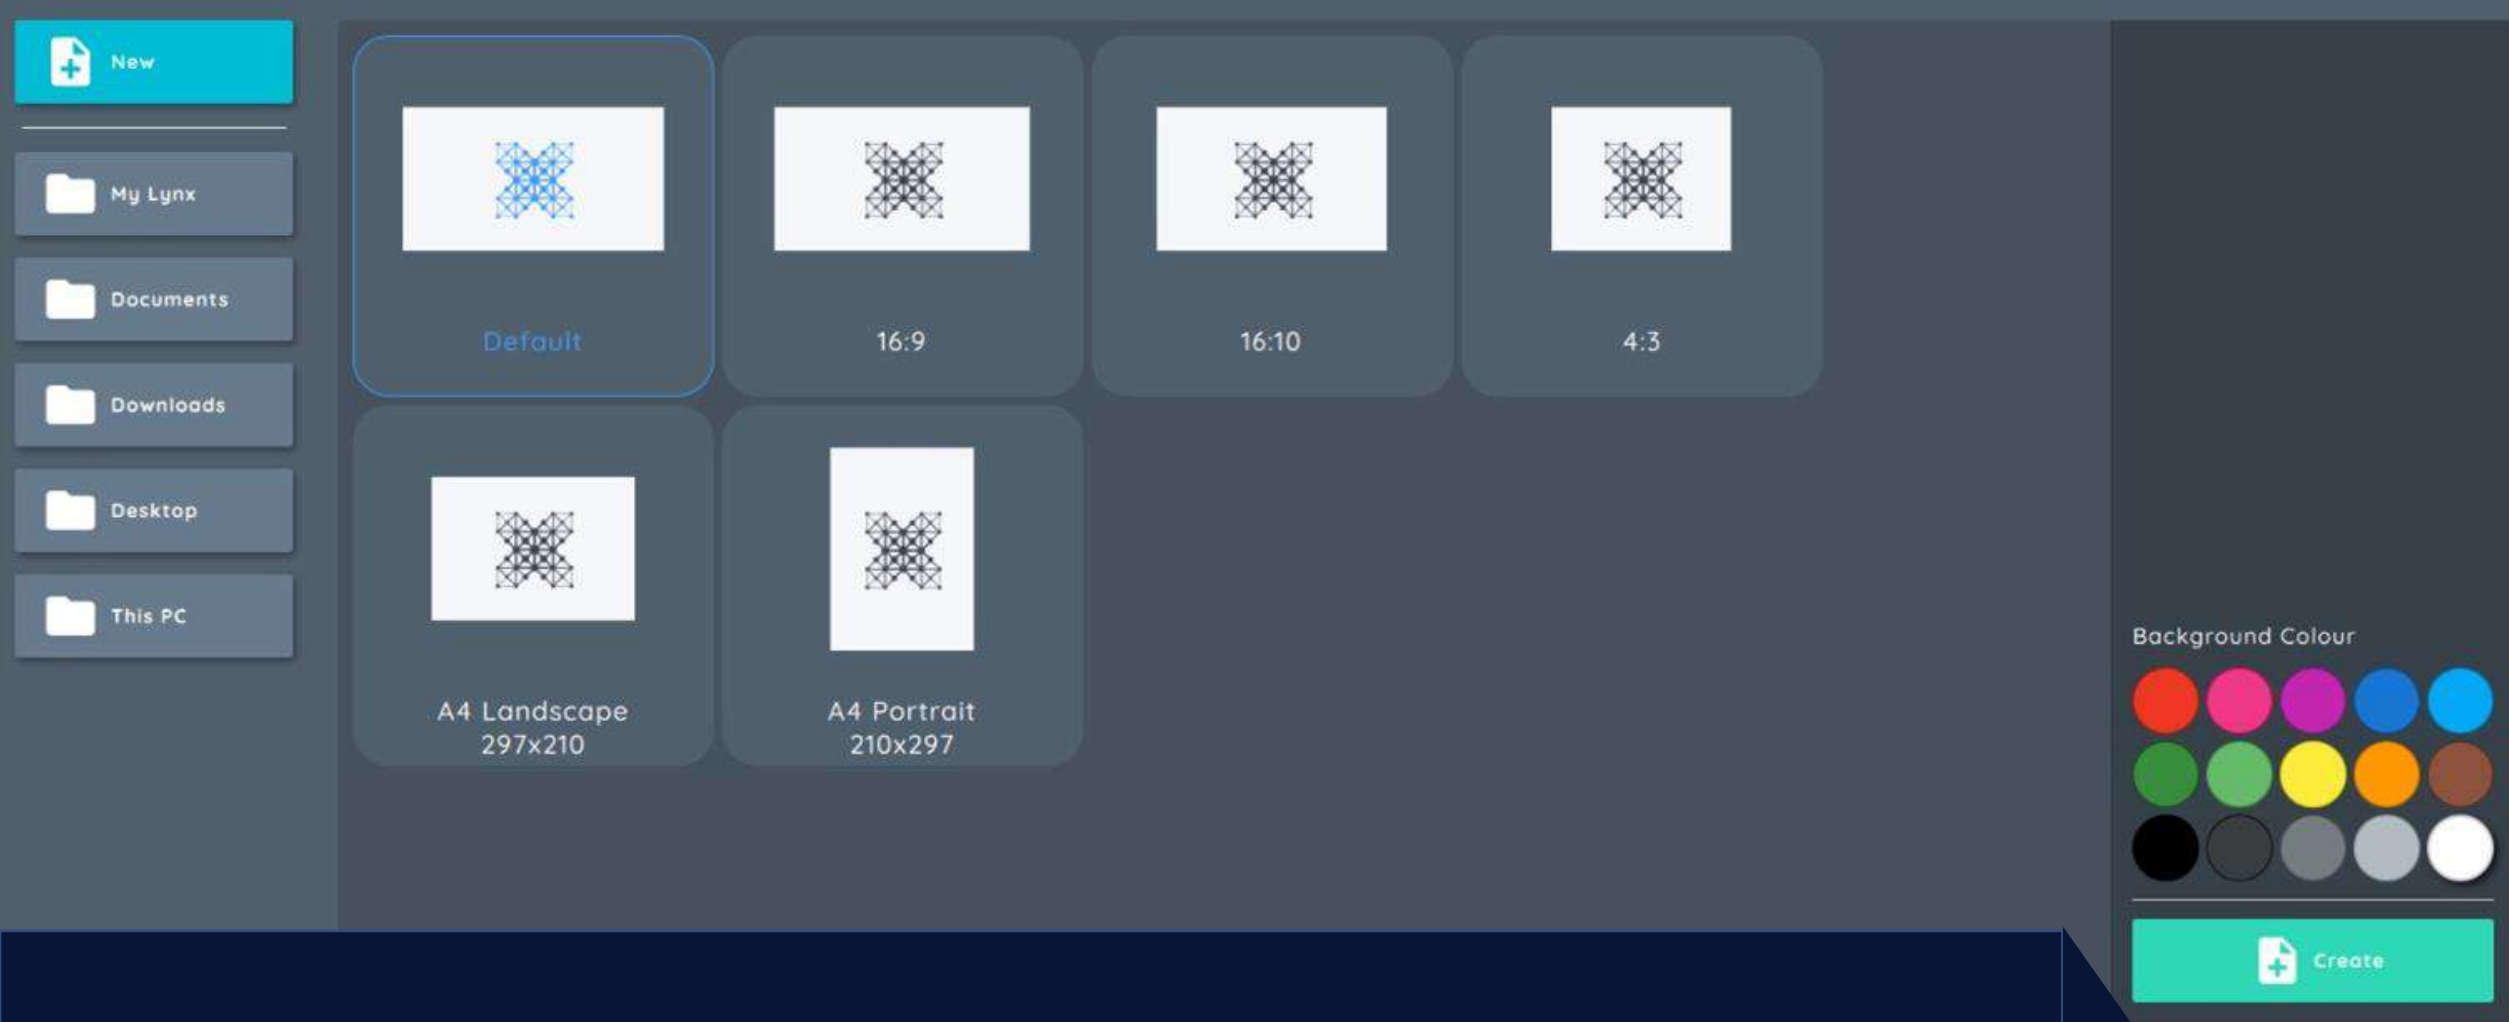 New
My Lynx
Documents
Downloads
Desktop
This PC
Default
16:9
16:10
4:3
A4 Landscape
297x210
A4 Portrait
210x297
Background Colour
Create